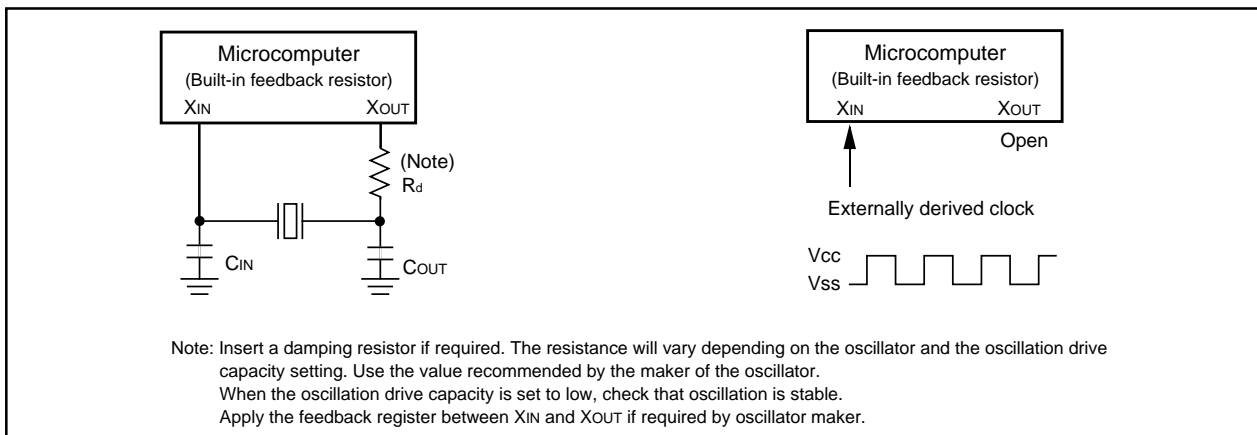 Microcomputer
(Built-in feedback resistor)
XIN XOUT
(Note)
Rd
CIN
COUT
Microcomputer
(Built-in feedback resistor)
XIN XOUT
Open
Externally derived clock
Vcc
Vss
Note: Insert a damping resistor if required. The resistance will vary depending on the oscillator and the oscillation drive
capacity setting. Use the value recommended by the maker of the oscillator.
When the oscillation drive capacity is set to low, check that oscillation is stable.
Apply the feedback register between XIN and XOUT if required by oscillator maker.